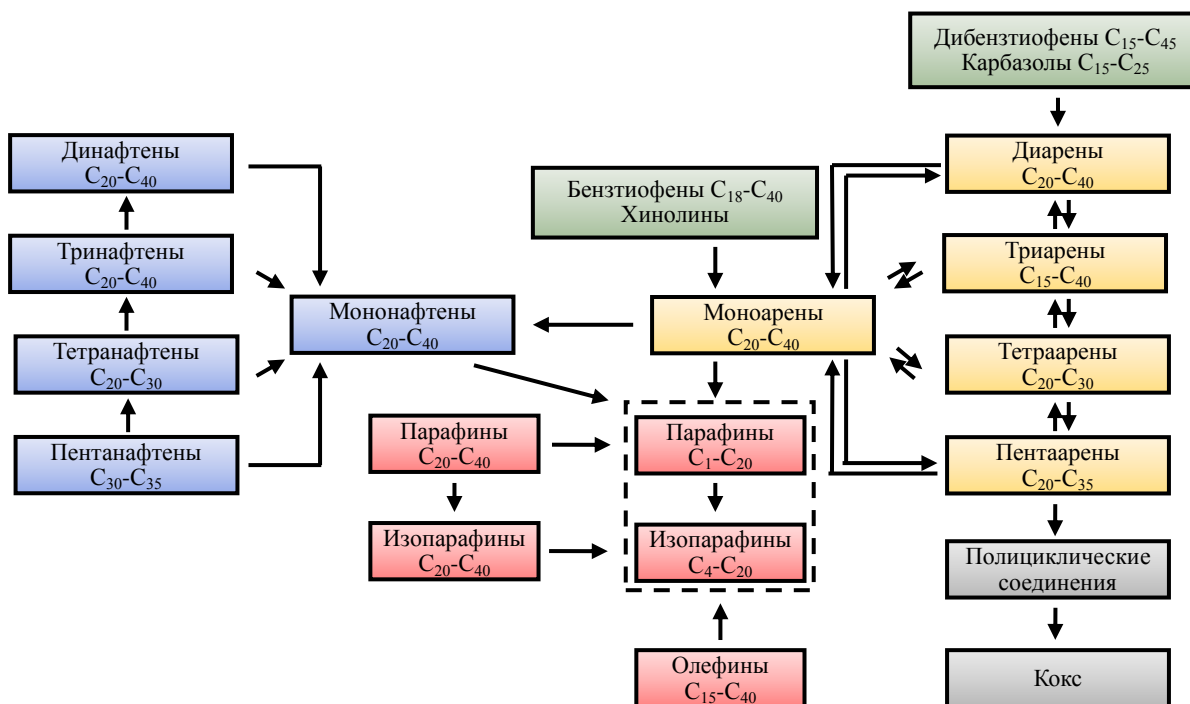 Дибензтиофены C₁₅-C₄₅
Карбазолы C₁₅-C₂₅
Динафтены
C₂₀-C₄₀
Диарены
C₂₀-C₄₀
Бензтиофены C₁₈-C₄₀
Хинолины
Тринафтены
C₂₀-C₄₀
Триарены
C₁₅-C₄₀
Мононафтены
C₂₀-C₄₀
Моноарены
C₂₀-C₄₀
Тетранафтены
C₂₀-C₃₀
Тетраарены
C₂₀-C₃₀
Парафины
C₂₀-C₄₀
Парафины
C₁-C₂₀
Пентанафтены
C₃₀-C₃₅
Пентаарены
C₂₀-C₃₅
Изопарафины
C₂₀-C₄₀
Изопарафины
C₄-C₂₀
Полициклические
соединения
Олефины
C₁₅-C₄₀
Кокс